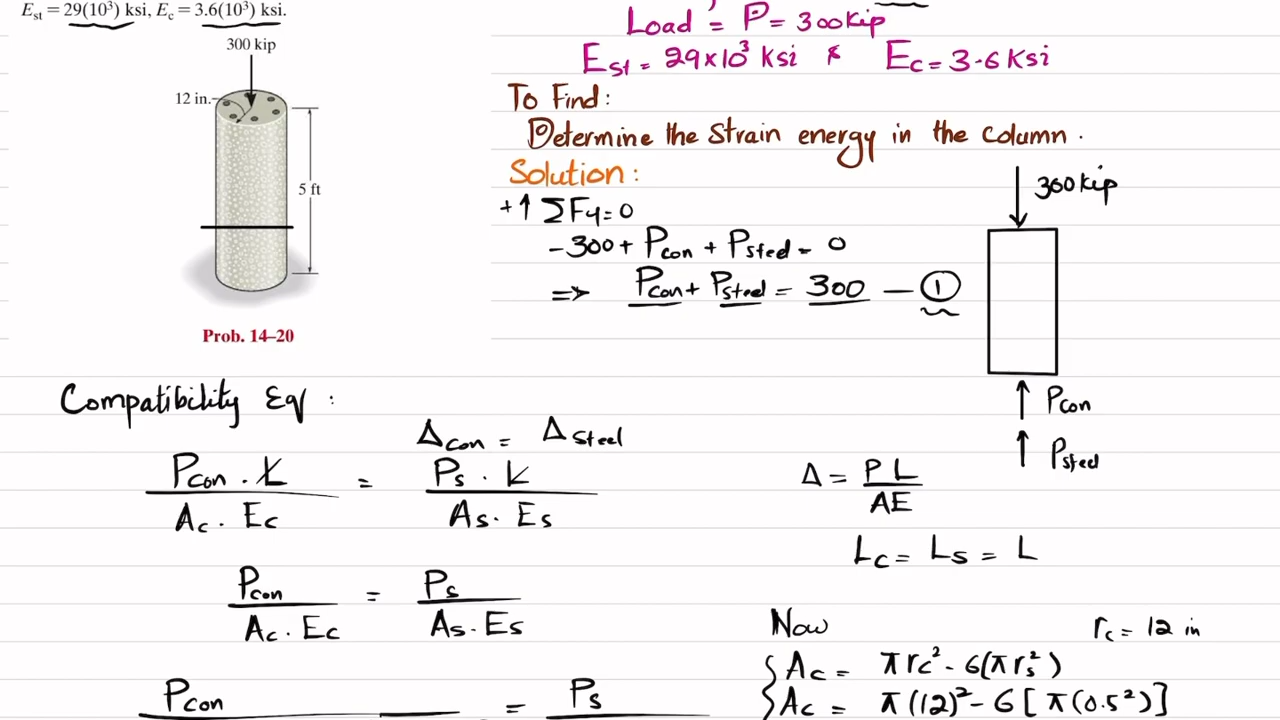 E_st = 29(10³) ksi, E_c = 3.6(10³) ksi.
300 kip
12 in.
5 ft
Prob. 14–20
Load = P = 300kip
E_st = 29×10³ Ksi & E_c = 3.6 Ksi
To Find:
Determine the Strain energy in the Column.
Solution:
+↑ ΣFy=0
-300 + P_con + P_Steel = 0
=> P_con + P_Steel = 300 — ①
300kip
P_con
P_Steel
Compatibility Eq :
Δ_con = Δ_Steel
P_con . L / A_c . E_c = P_s . L / A_s . E_s
Δ = PL / AE
L_c = L_s = L
P_con / A_c . E_c = P_s / A_s . E_s
Now r_c = 12 in
A_c = πr_c² - 6(πr_s²)
A_c = π(12)² - 6[π(0.5²)]
P_con = P_s